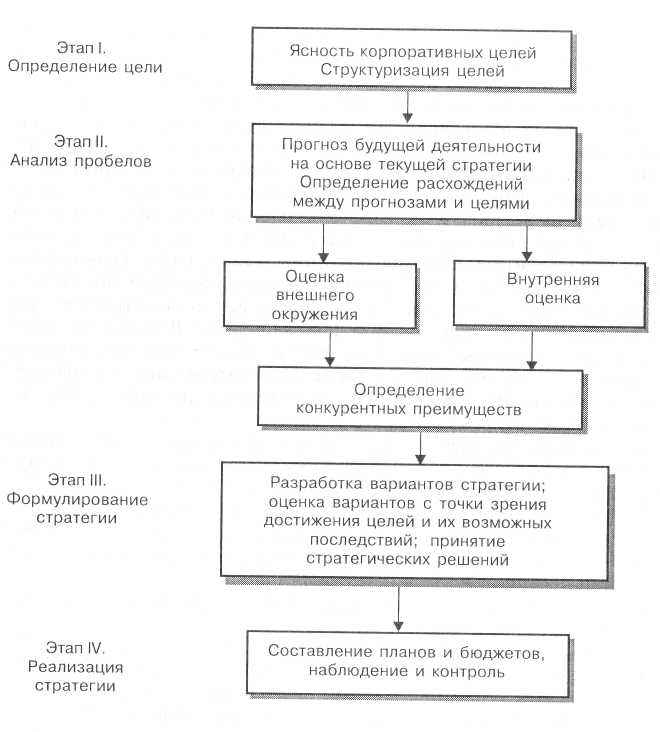 Этап I.
Определение цели
Ясность корпоративных целей
Структуризация целей
Этап II.
Анализ пробелов
Прогноз будущей деятельности
на основе текущей стратегии
Определение расхождений
между прогнозами и целями
Оценка
внешнего
окружения
Внутренняя
оценка
Определение
конкурентных преимуществ
Этап III.
Формулирование
стратегии
Разработка вариантов стратегии;
оценка вариантов с точки зрения
достижения целей и их возможных
последствий; принятие
стратегических решений
Этап IV.
Реализация
стратегии
Составление планов и бюджетов,
наблюдение и контроль